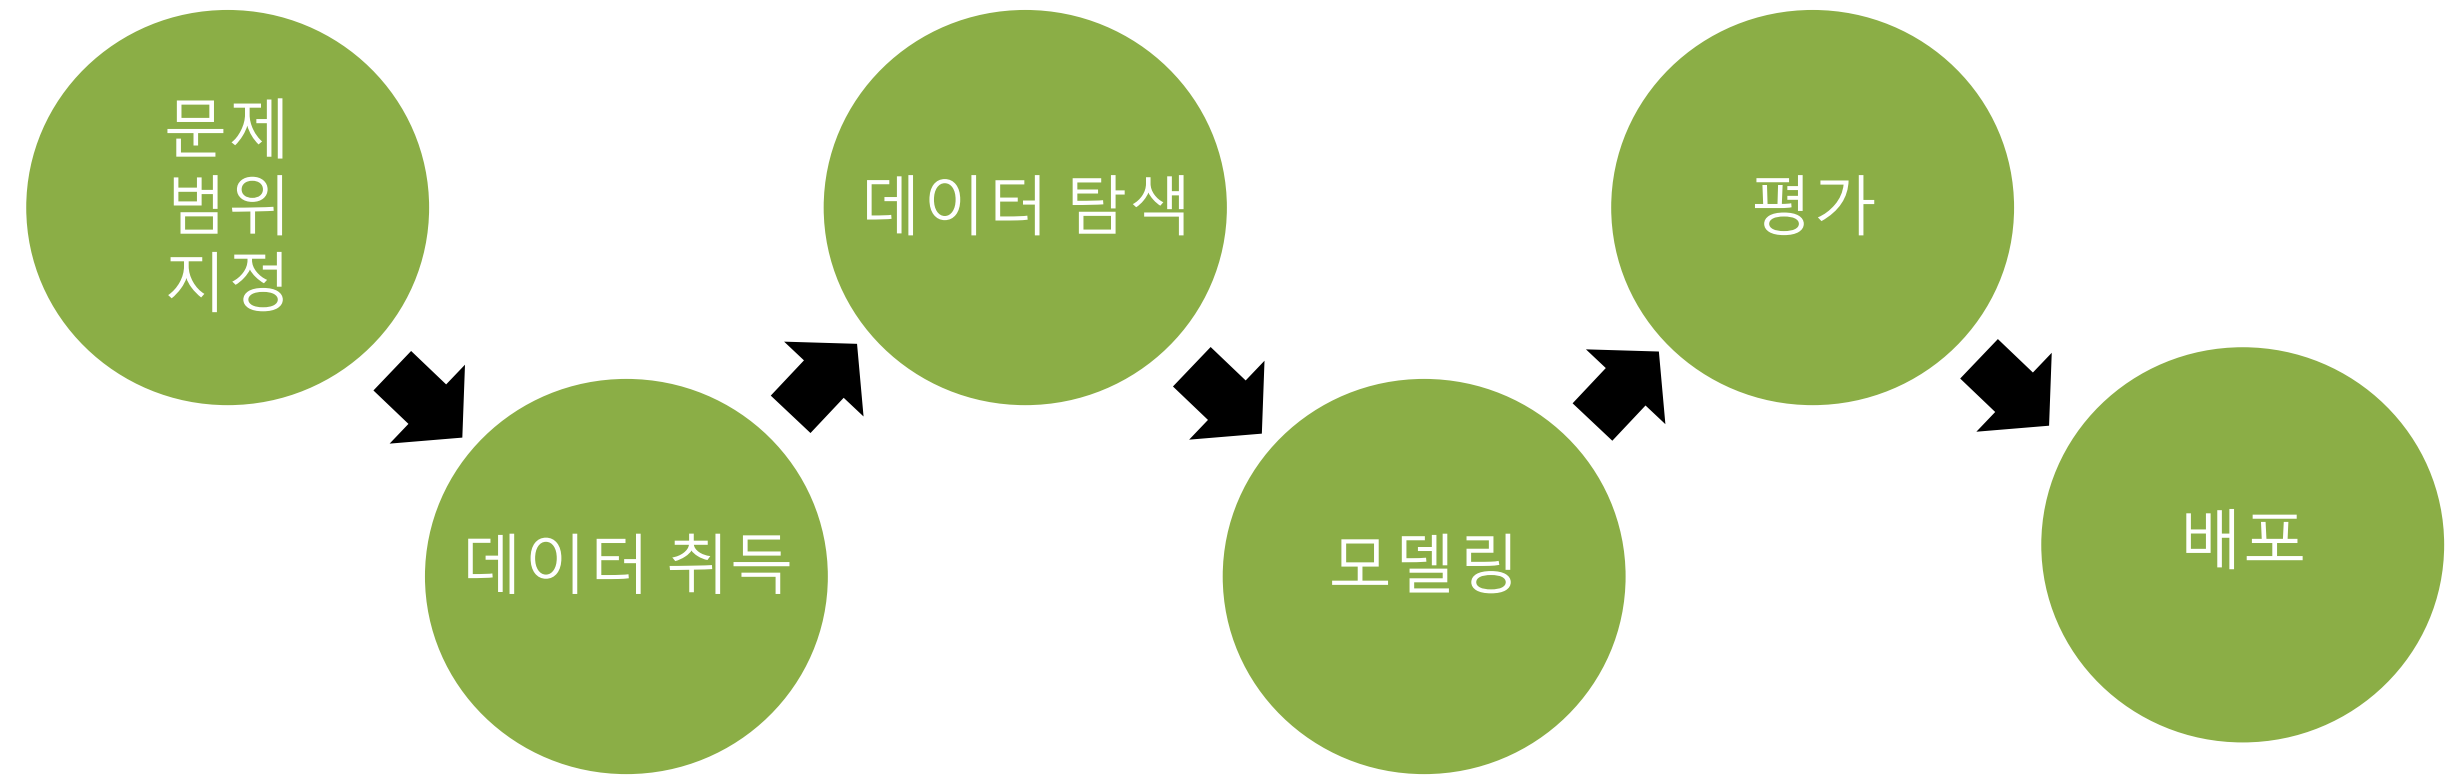 문제
범위
지정
데이터 취득
데이터 탐색
모델링
평가
배포